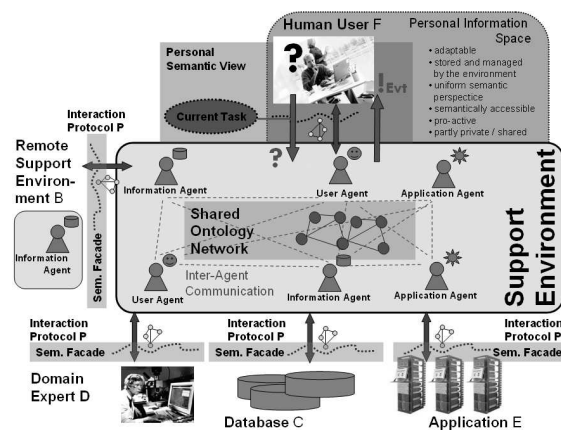 Human User F
Personal Information
Space
• adaptable
• stored and managed
by the environment
• uniform semantic
perspectice
• semantically accessible
• pro-active
• partly private / shared
Personal
Semantic View
?
!
Evt
Current Task
Interaction
Protocol P
Remote
Support
Environ-
ment B
Information
Agent
Sem. Facade
?
Information Agent
User Agent
Application Agent
Shared
Ontology
Network
Inter-Agent
Communication
User Agent
Information Agent
Application Agent
Support
Environment
Interaction
Protocol P
Sem. Facade
Interaction
Protocol P
Sem. Facade
Interaction
Protocol P
Sem. Facade
Domain
Expert D
Database C
Application E